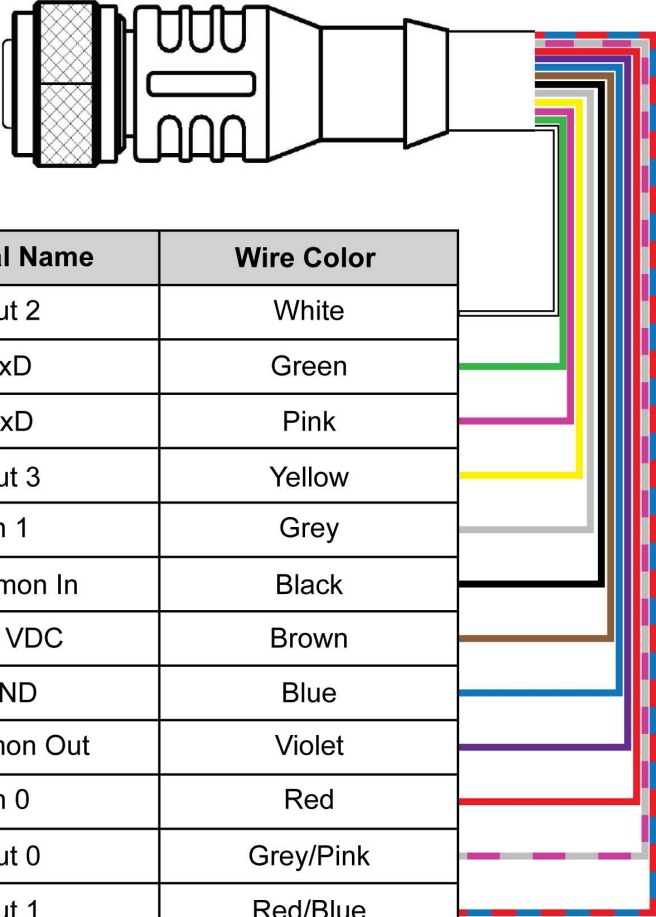 l Name Wire Color
ut 2 White
xD Green
xD Pink
ut 3 Yellow
n 1 Grey
mon In Black
VDC Brown
ND Blue
non Out Violet
n 0 Red
ut 0 Grey/Pink
ut 1 Red/Blue